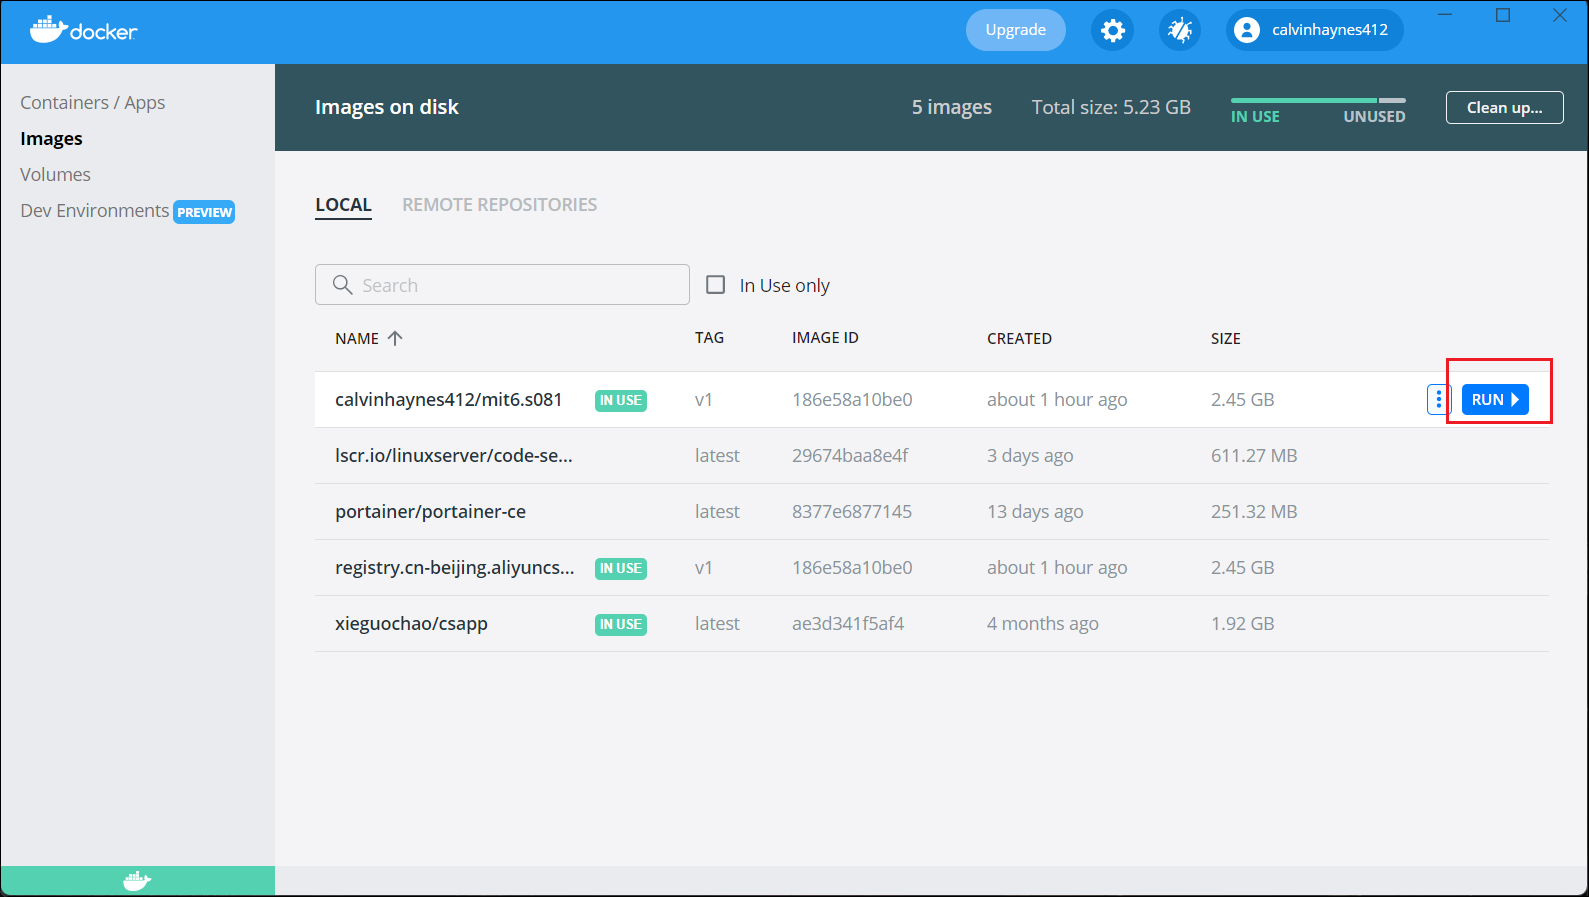 docker
Upgrade
calvinhaynes412
Containers / Apps
Images
Volumes
Dev Environments PREVIEW
Images on disk
5 images
Total size: 5.23 GB
IN USE
UNUSED
Clean up...
LOCAL
REMOTE REPOSITORIES
Search
In Use only
NAME TAG IMAGE ID CREATED SIZE
calvinhaynes412/mit6.s081 IN USE v1 186e58a10be0 about 1 hour ago 2.45 GB RUN
lscr.io/linuxserver/code-se... latest 29674baa8e4f 3 days ago 611.27 MB
portainer/portainer-ce latest 8377e6877145 13 days ago 251.32 MB
registry.cn-beijing.aliyuncs... IN USE v1 186e58a10be0 about 1 hour ago 2.45 GB
xieguochao/csapp IN USE latest ae3d341f5af4 4 months ago 1.92 GB